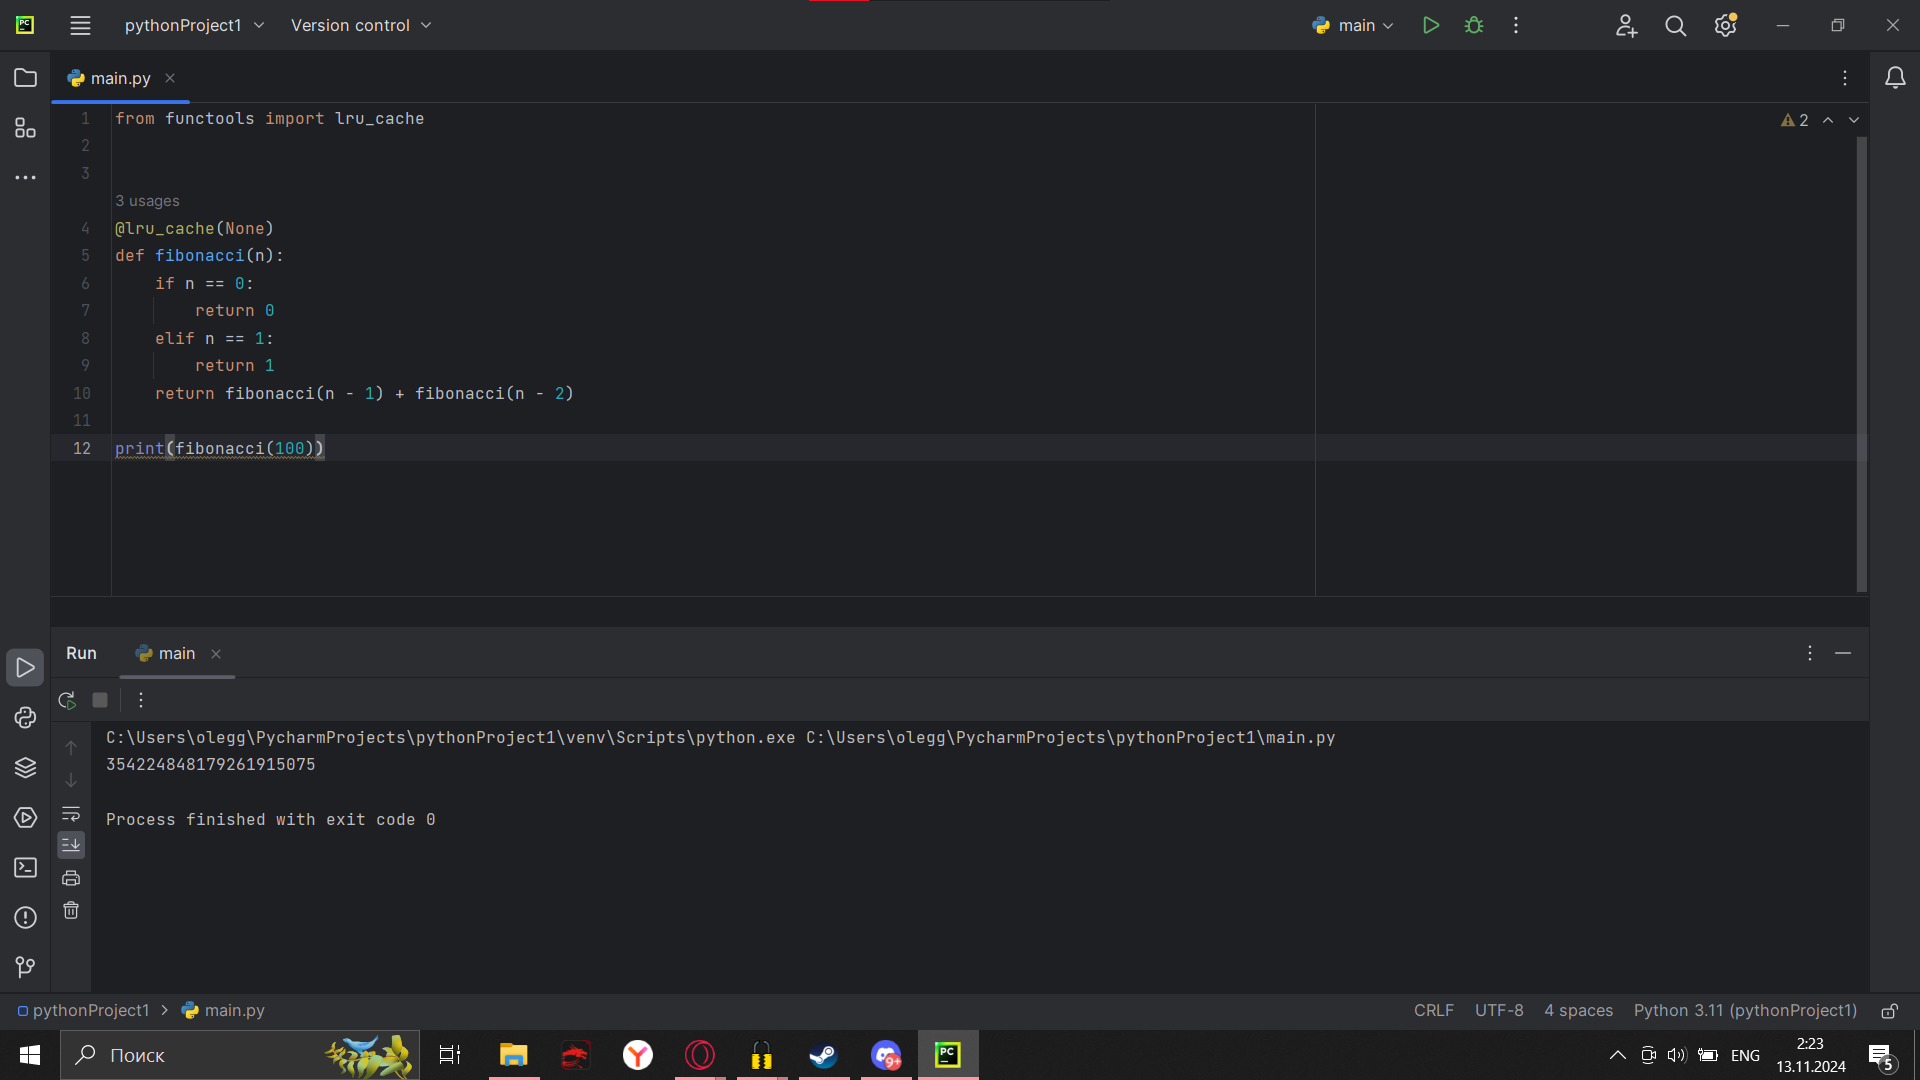 PC
pythonProject1
Version control
main
main.py
2
1 from functools import lru_cache
2
3
3 usages
4 @lru_cache(None)
5 def fibonacci(n):
6 if n == 0:
7 return 0
8 elif n == 1:
9 return 1
10 return fibonacci(n - 1) + fibonacci(n - 2)
11
12 print(fibonacci(100))
Run
main
C:\Users\olegg\PycharmProjects\pythonProject1\venv\Scripts\python.exe C:\Users\olegg\PycharmProjects\pythonProject1\main.py
354224848179261915075
Process finished with exit code 0
pythonProject1
main.py
CRLF
UTF-8
4 spaces
Python 3.11 (pythonProject1)
Поиск
9+
PC
ENG
2:23
13.11.2024
5